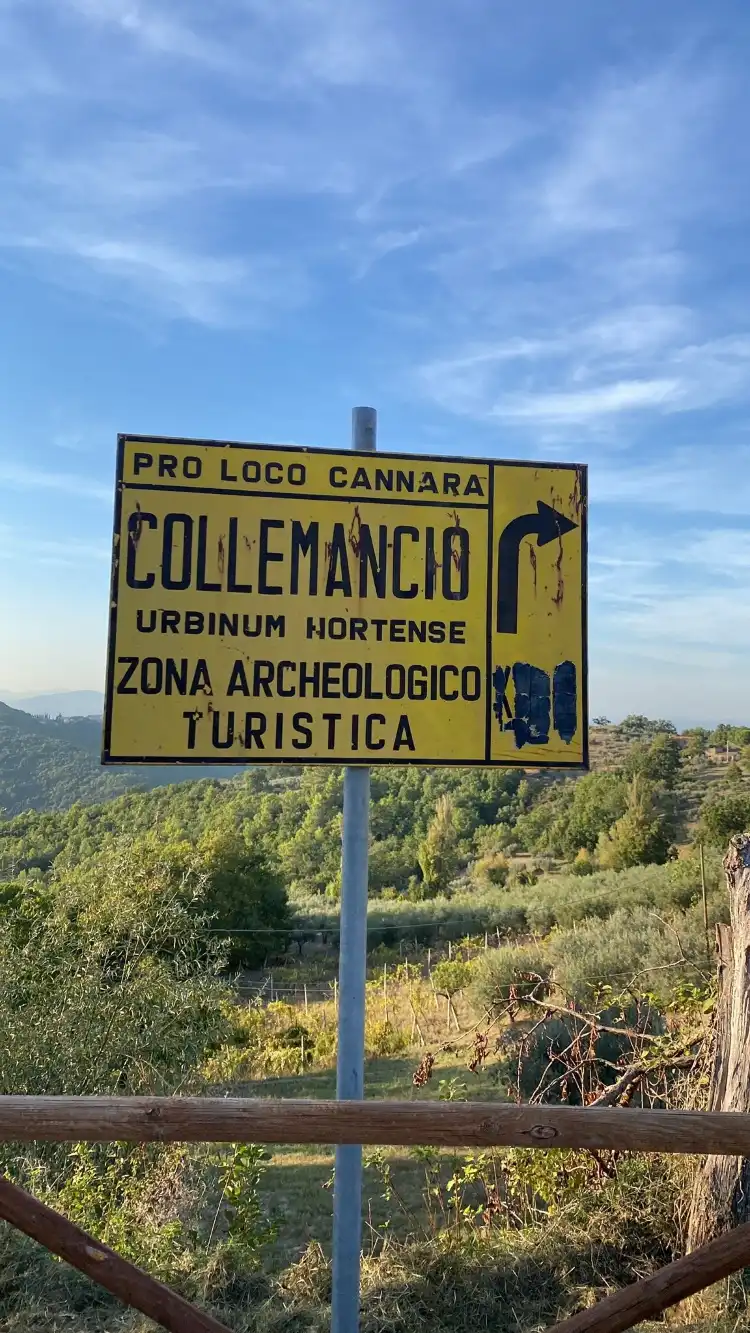 PRO LOCO CANNARA
COLLEMANCIO
URBINUM HORTENSE
ZONA ARCHEOLOGICO
TURISTICA